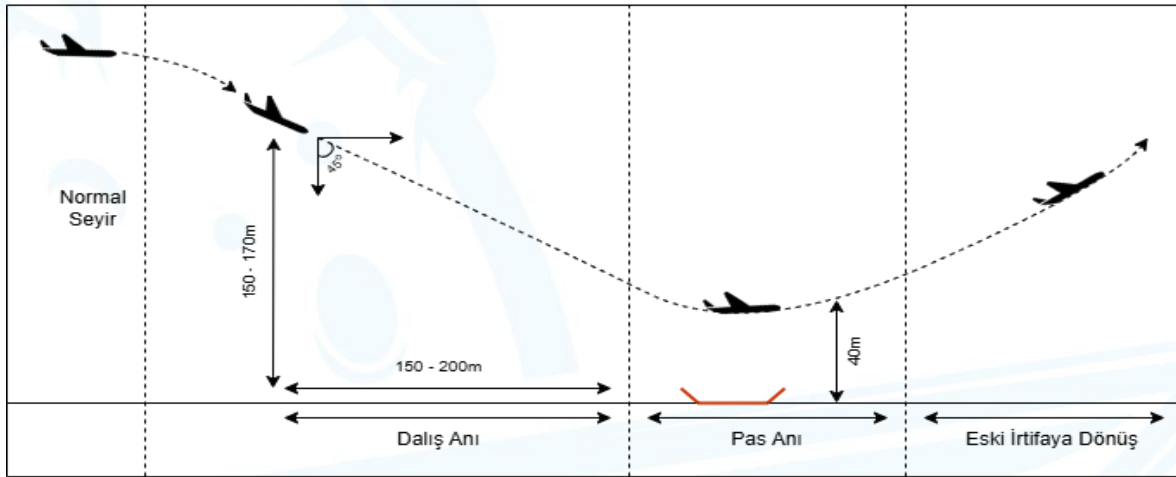 Normal
Seyir
45°
150 - 170m
150 - 200m
40m
Dalış Anı
Pas Anı
Eski İrtifaya Dönüş